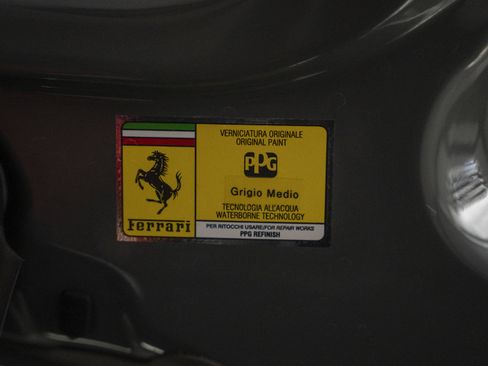 VERNICIATURA ORIGINALE
ORIGINAL PAINT
PPG
Grigio Medio
TECNOLOGIA ALL'ACQUA
WATERBORNE TECHNOLOGY
Ferrari
PER RITOCCHI USARE/FOR REPAIR WORKS
PPG REFINISH